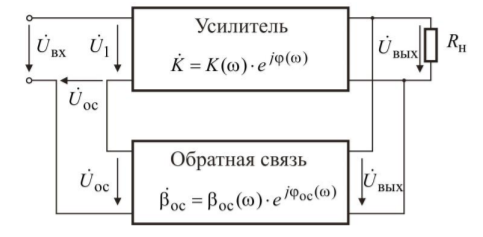 Усилитель
U̇вх U̇1 K̇ = K(ω)·e^jφ(ω) U̇вых Rн
U̇ос
Обратная связь
U̇ос β̇ос = βос(ω)·e^jφос(ω) U̇вых